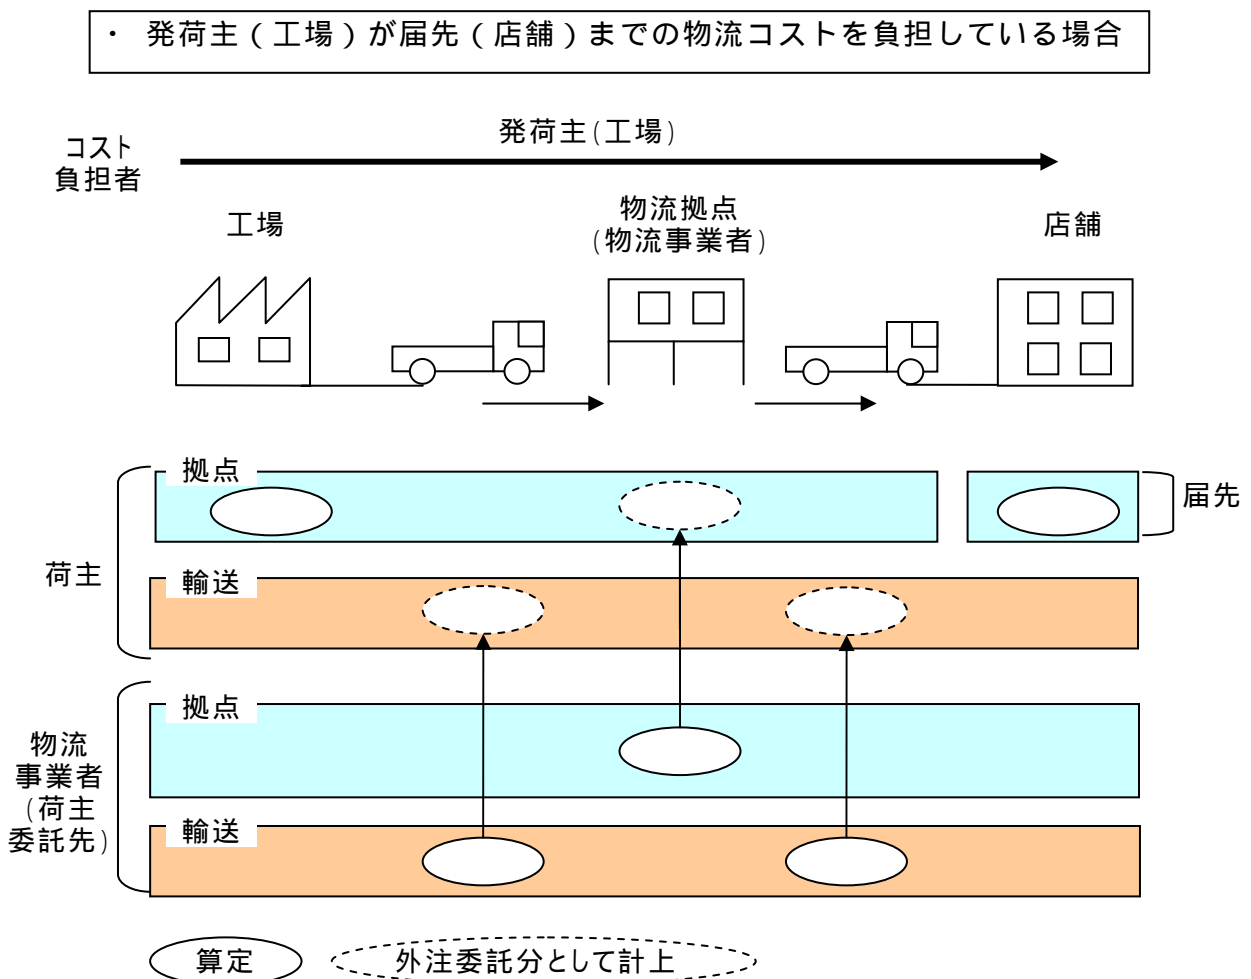 ・ 発荷主（工場）が届先（店舗）までの物流コストを負担している場合
コスト
負担者
発荷主(工場)
工場
物流拠点
(物流事業者)
店舗
拠点
届先
荷主
輸送
拠点
物流
事業者
(荷主
委託先)
輸送
算定
外注委託分として計上